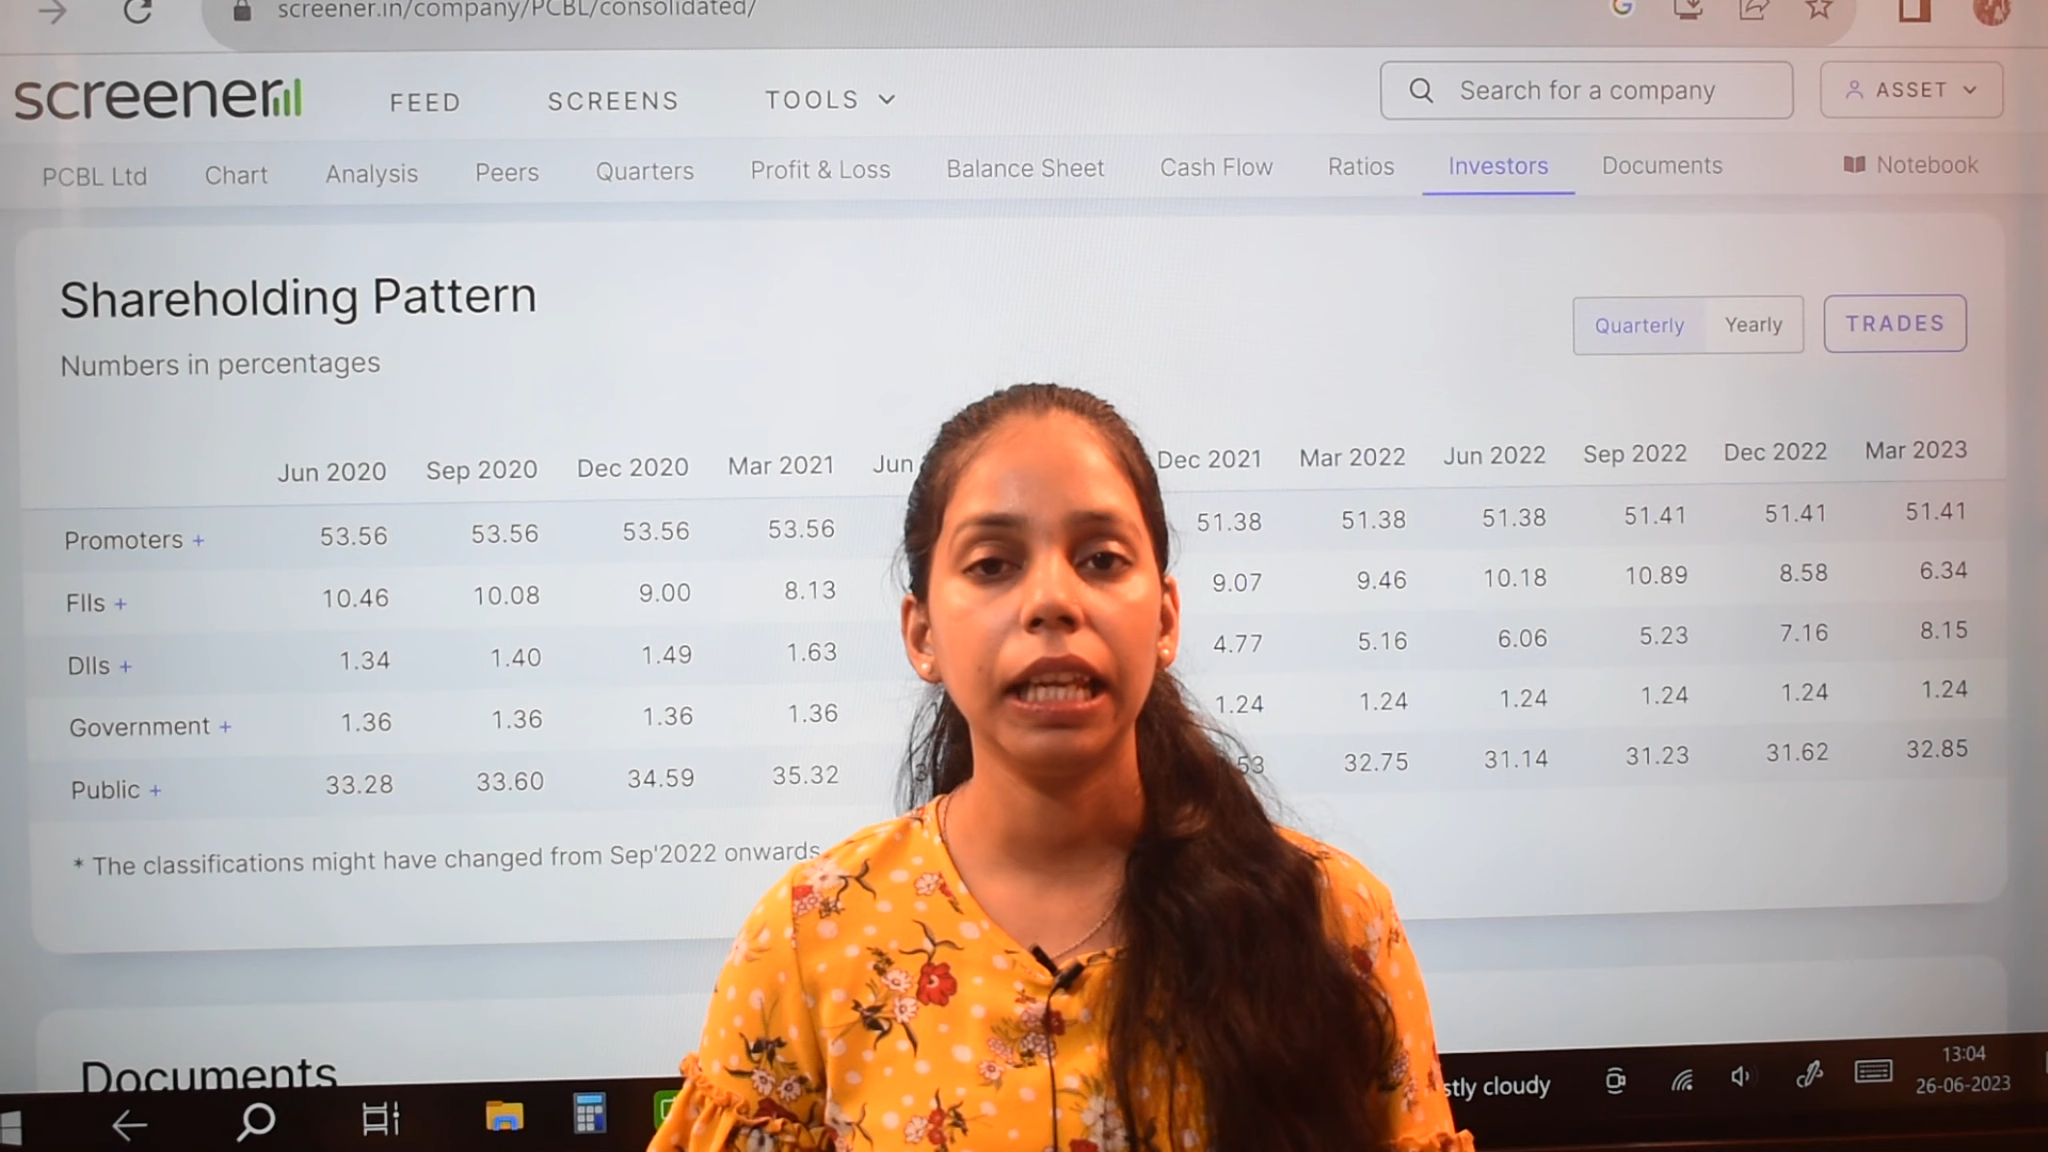 screener.in/company/PCBL/consolidated/
screener
FEED SCREENS TOOLS
Search for a company
ASSET
PCBL Ltd Chart Analysis Peers Quarters Profit & Loss Balance Sheet Cash Flow Ratios Investors Documents Notebook
Shareholding Pattern
Numbers in percentages
Quarterly Yearly TRADES
Jun 2020 Sep 2020 Dec 2020 Mar 2021 Jun Dec 2021 Mar 2022 Jun 2022 Sep 2022 Dec 2022 Mar 2023
Promoters + 53.56 53.56 53.56 53.56 51.38 51.38 51.38 51.41 51.41 51.41
FIIs + 10.46 10.08 9.00 8.13 9.07 9.46 10.18 10.89 8.58 6.34
DIIs + 1.34 1.40 1.49 1.63 4.77 5.16 6.06 5.23 7.16 8.15
Government + 1.36 1.36 1.36 1.36 1.24 1.24 1.24 1.24 1.24 1.24
Public + 33.28 33.60 34.59 35.32 32.75 31.14 31.23 31.62 32.85
* The classifications might have changed from Sep'2022 onwards
Documents
cloudy
13:04
26-06-2023